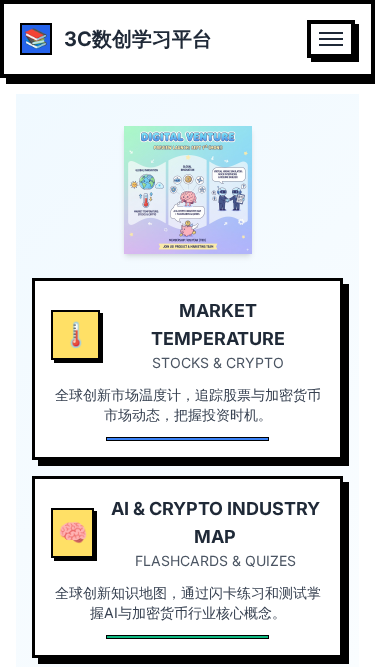 3C数创学习平台
DIGITAL VENTURE
MARKET
TEMPERATURE
STOCKS & CRYPTO
全球创新市场温度计，追踪股票与加密货币
市场动态，把握投资时机。
AI & CRYPTO INDUSTRY
MAP
FLASHCARDS & QUIZES
全球创新知识地图，通过闪卡练习和测试掌
握AI与加密货币行业核心概念。